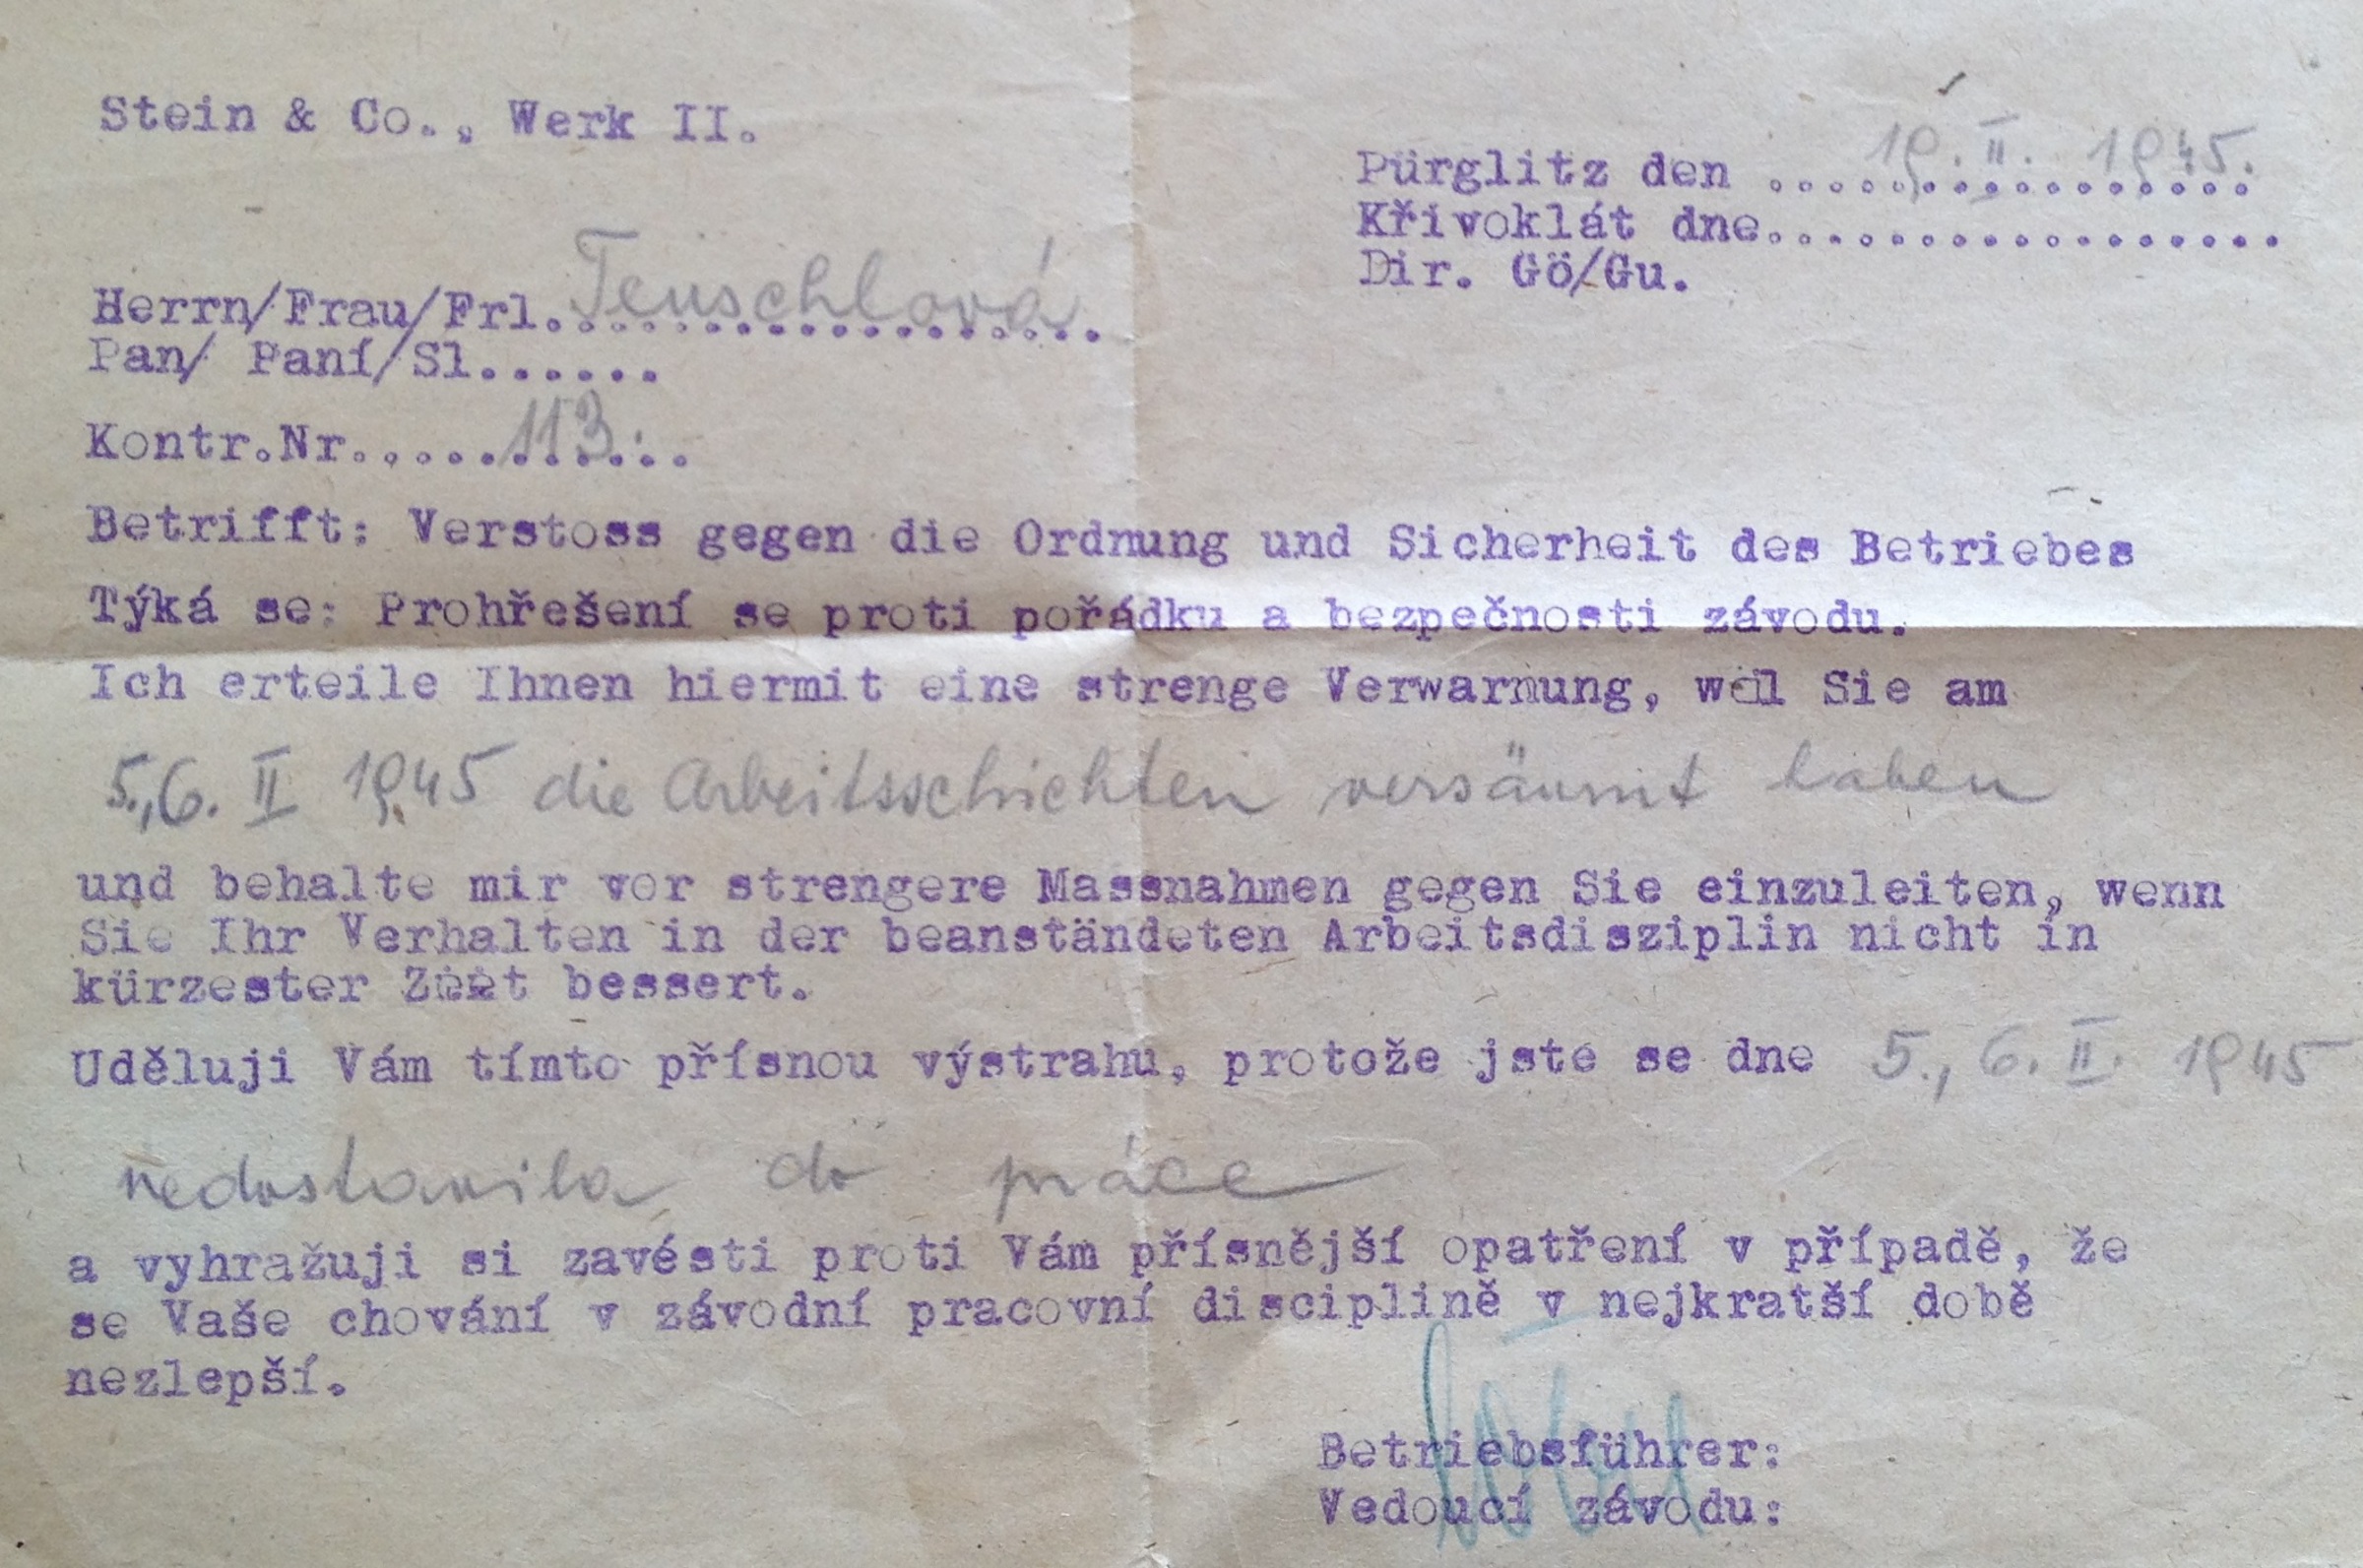 Stein & Co., Werk II.
Pürglitz den .19. II. 1945.
Křivoklát dne..................
Dir. Gö/Gu.
Herrn/Frau/Frl. Teuschlová
Pan/ Paní/Sl......
Kontr.Nr......113....
Betrifft: Verstoss gegen die Ordnung und Sicherheit des Betriebes
Týká se: Prohřešení se proti pořádku a bezpečnosti závodu.
Ich erteile Ihnen hiermit eine strenge Verwarnung, weil Sie am
5.,6. II 1945 die Arbeitsschichten versäumt haben
und behalte mir vor strengere Massnahmen gegen Sie einzuleiten, wenn
Sie Ihr Verhalten in der beanständeten Arbeitsdisziplin nicht in
kürzester Zeit bessert.
Uděluji Vám tímto přísnou výstrahu, protože jste se dne 5., 6. II. 1945
nedostavila do práce
a vyhražuji si zavésti proti Vám přísnější opatření v případě, že
se Vaše chování v závodní pracovní disciplině v nejkratší době
nezlepší.
Betriebsführer:
Vedoucí závodu: